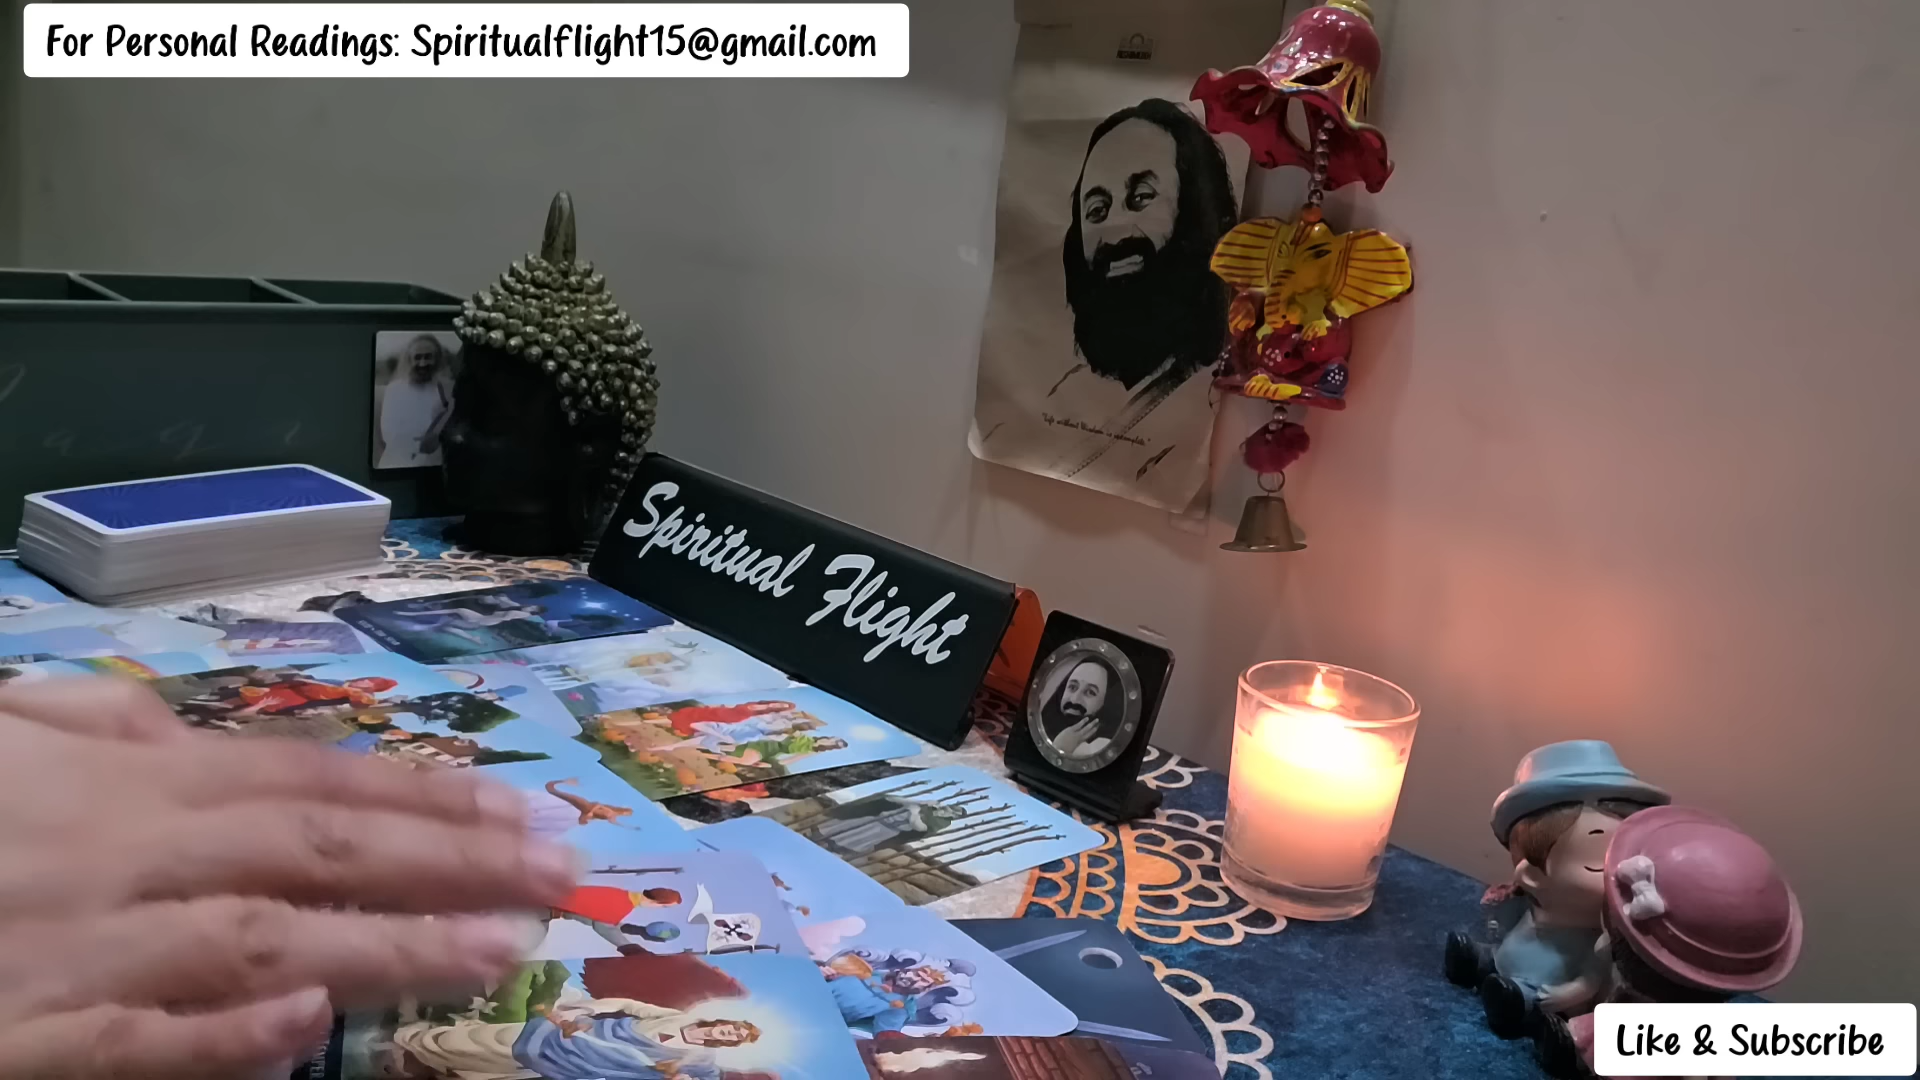 For Personal Readings: Spiritualflight15@gmail.com
Spiritual Flight
Like & Subscribe